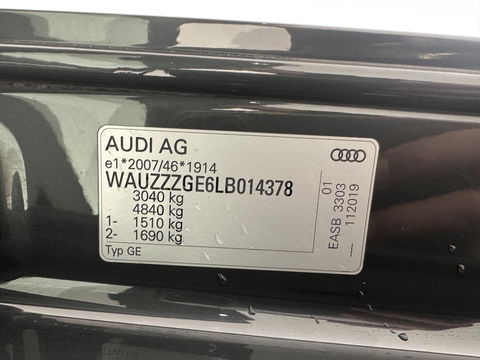 AUDI AG
e1*2007/46*1914
WAUZZZGE6LB014378
3040 kg
4840 kg
1- 1510 kg
2- 1690 kg
Typ GE
01
EASB 3303
— 112019